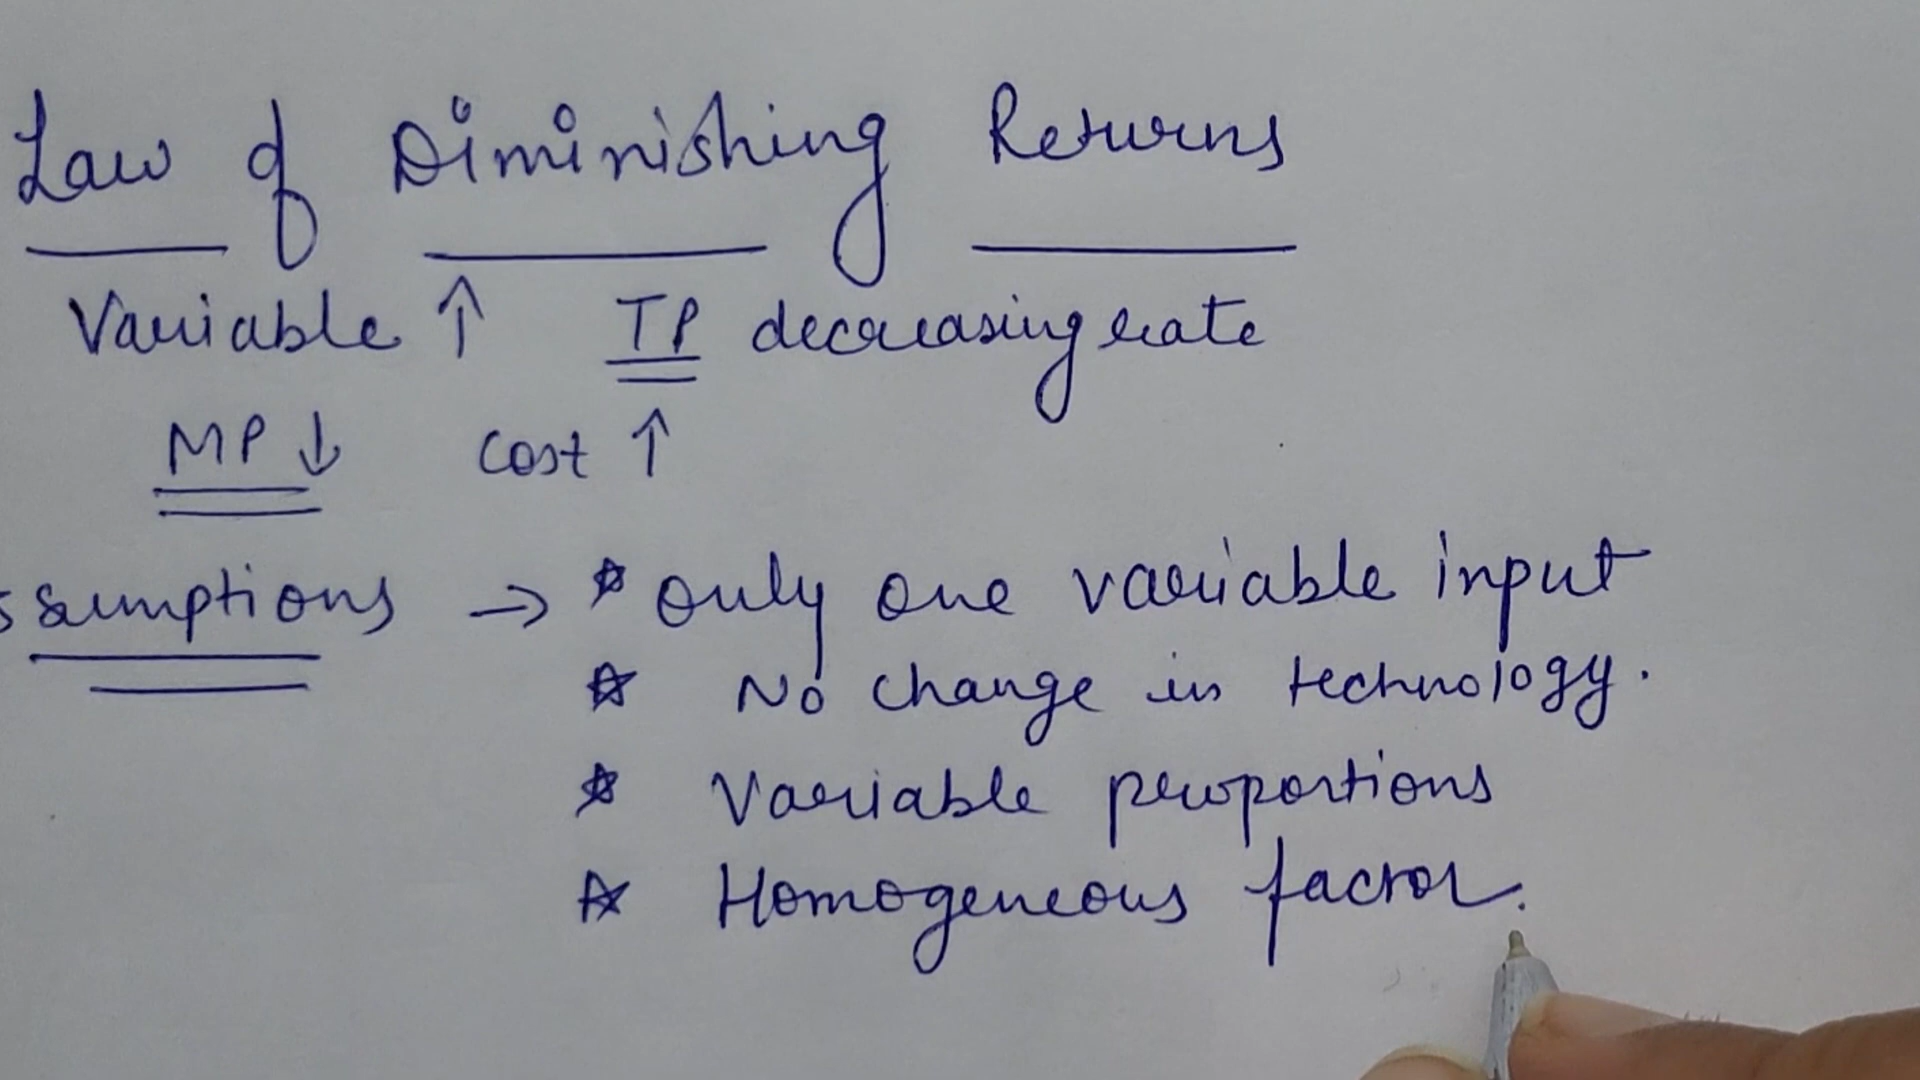 Law of Diminishing Returns
Variable ↑ TP decreasing rate
MP ↓ Cost ↑
ssumptions → * only one variable input
* No change in technology.
* Variable proportions
* Homogeneous factor.